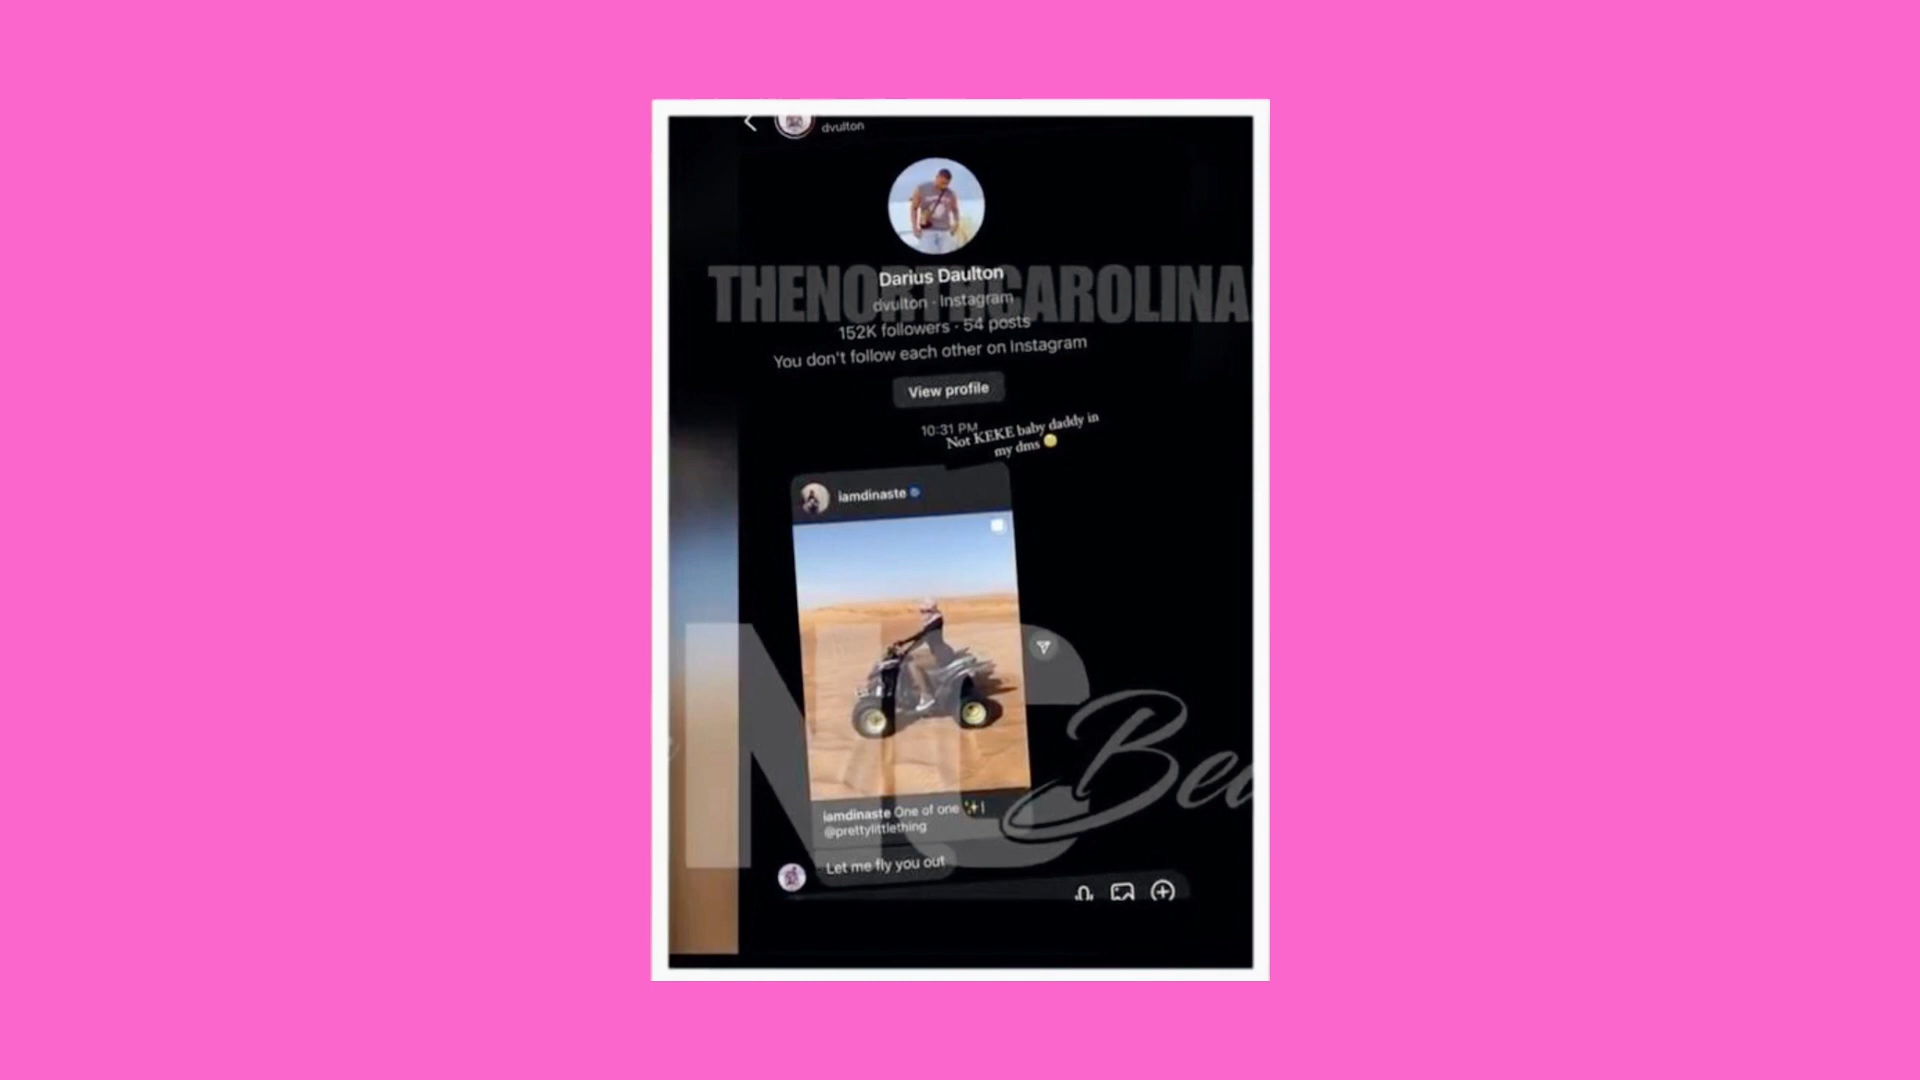 dvulton
Darius Daulton
THENORTHCAROLINA
dvulton · Instagram
152K followers · 54 posts
You don't follow each other on Instagram
View profile
10:31 PM
Not KEKE baby daddy in
my dms
iamdinaste
NC
Bea
iamdinaste One of one ✨ |
@prettylittlething
Let me fly you out